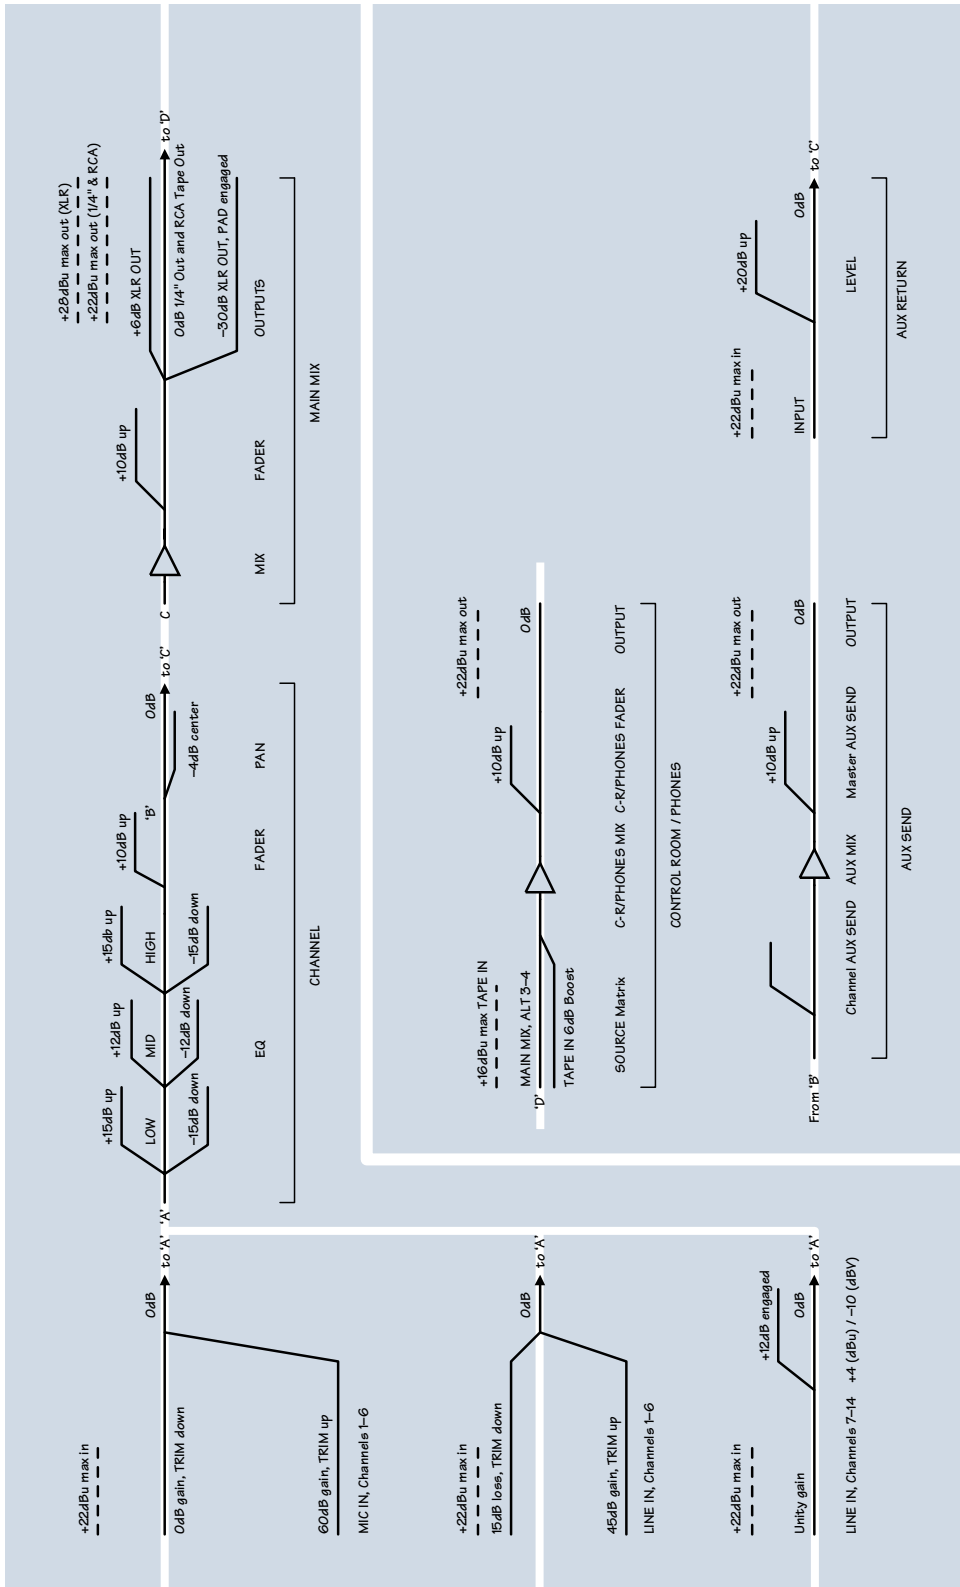 +22dBu max in
0dB gain, TRIM down
60dB gain, TRIM up
MIC IN, Channels 1–6
0dB
to 'A'
+22dBu max in
15dB loss, TRIM down
45dB gain, TRIM up
LINE IN, Channels 1–6
0dB
to 'A'
+22dBu max in
Unity gain
+12dB engaged
0dB
to 'A'
LINE IN, Channels 7–14 +4 (dBu) / –10 (dBV)
'A'
+15dB up
LOW
–15dB down
+12dB up
MID
–12dB down
+15db up
HIGH
–15dB down
EQ
+10dB up
FADER
'B'
–4dB center
PAN
0dB
to 'C'
CHANNEL
C
MIX
+10dB up
FADER
+28dBu max out (XLR)
+22dBu max out (1/4" & RCA)
+6dB XLR OUT
0dB 1/4" Out and RCA Tape Out
–30dB XLR OUT, PAD engaged
OUTPUTS
to 'D'
MAIN MIX
'D'
+16dBu max TAPE IN
MAIN MIX, ALT 3–4
TAPE IN 6dB Boost
SOURCE Matrix
C-R/PHONES MIX
+10dB up
C-R/PHONES FADER
+22dBu max out
0dB
OUTPUT
CONTROL ROOM / PHONES
From 'B'
Channel AUX SEND
AUX MIX
+10dB up
Master AUX SEND
+22dBu max out
0dB
OUTPUT
AUX SEND
+22dBu max in
INPUT
+20dB up
LEVEL
0dB
to 'C'
AUX RETURN